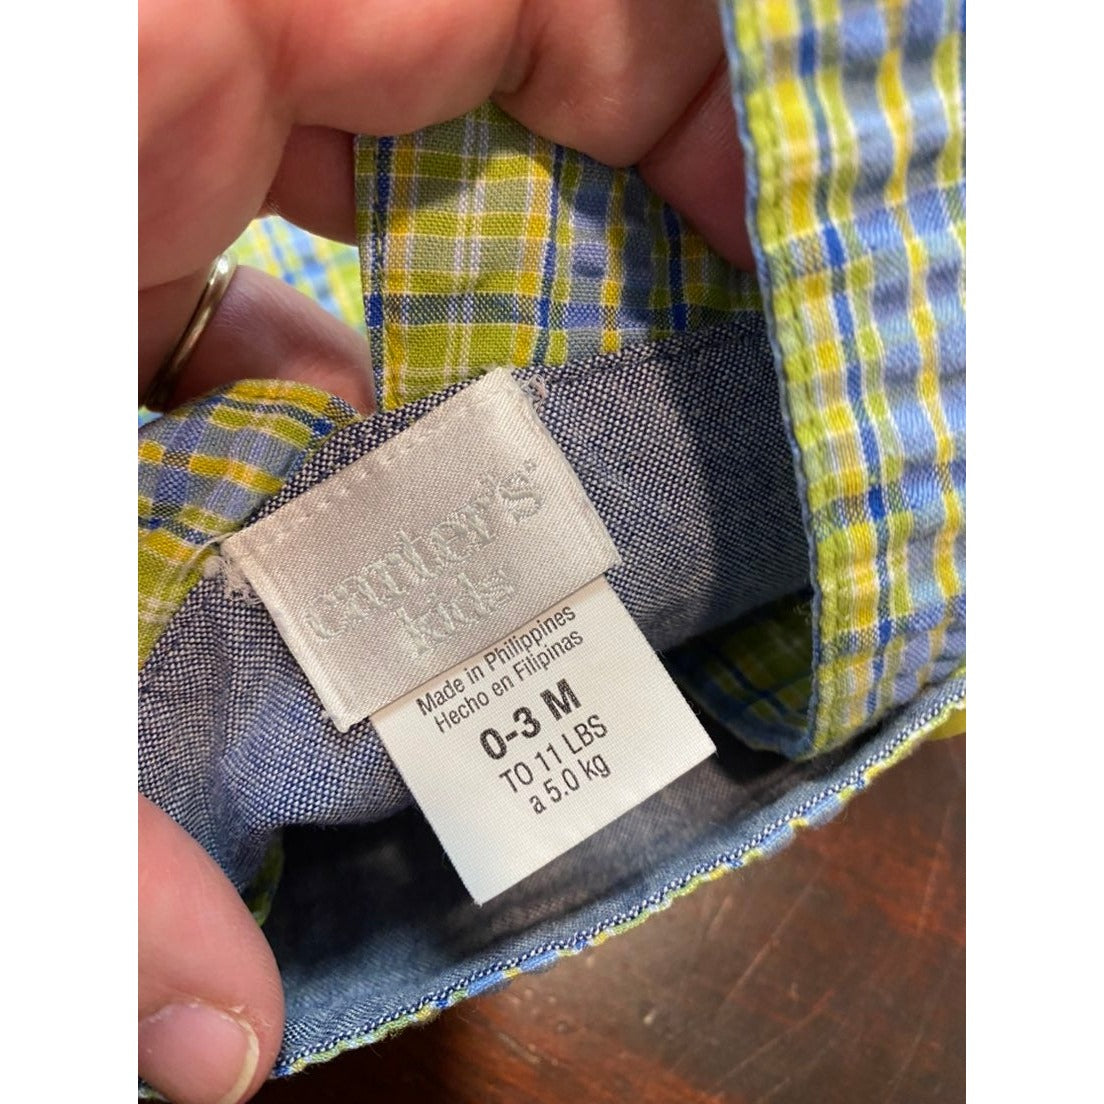 carter's
kids
Made in Philippines
Hecho en Filipinas
0-3 M
TO 11 LBS
a 5.0 kg